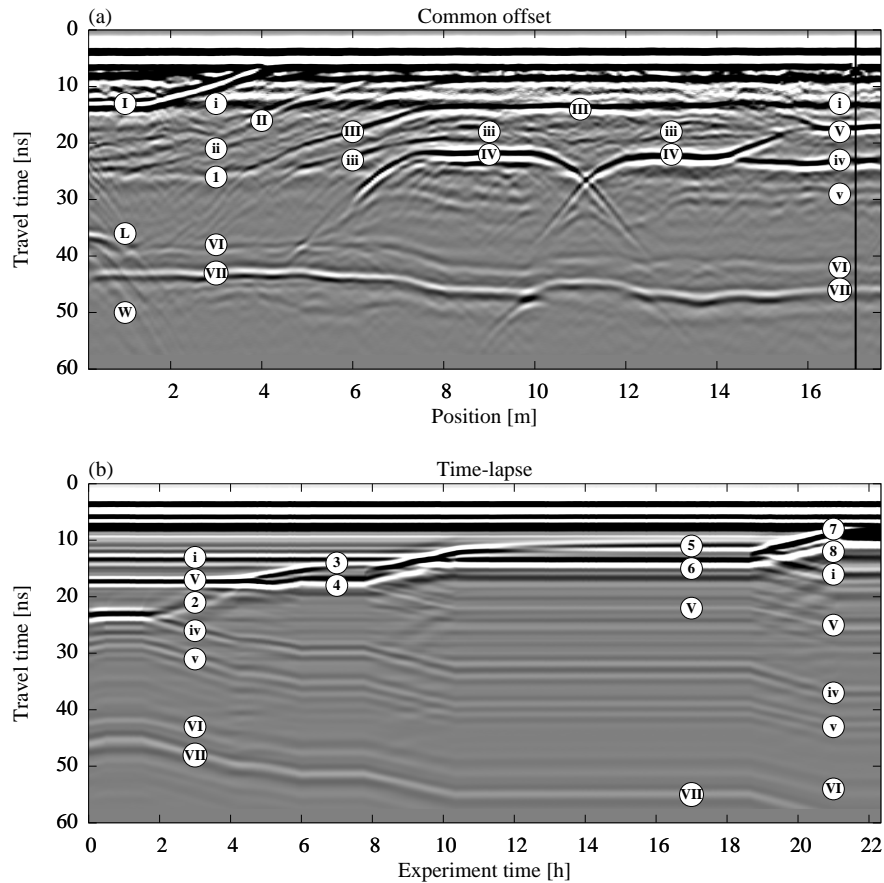 (a) Common offset
0
10
20
30
40
50
60
Travel time [ns]
I i i
II
III III
ii iii iii iii V
1 IV IV iv
v
L VI VI
VII VII
W
2 4 6 8 10 12 14 16
Position [m]
(b) Time-lapse
0
10
20
30
40
50
60
Travel time [ns]
i 3 5 7
V 4 6 8
2 V i
iv V
v iv
VI v
VII VII VI
0 2 4 6 8 10 12 14 16 18 20 22
Experiment time [h]